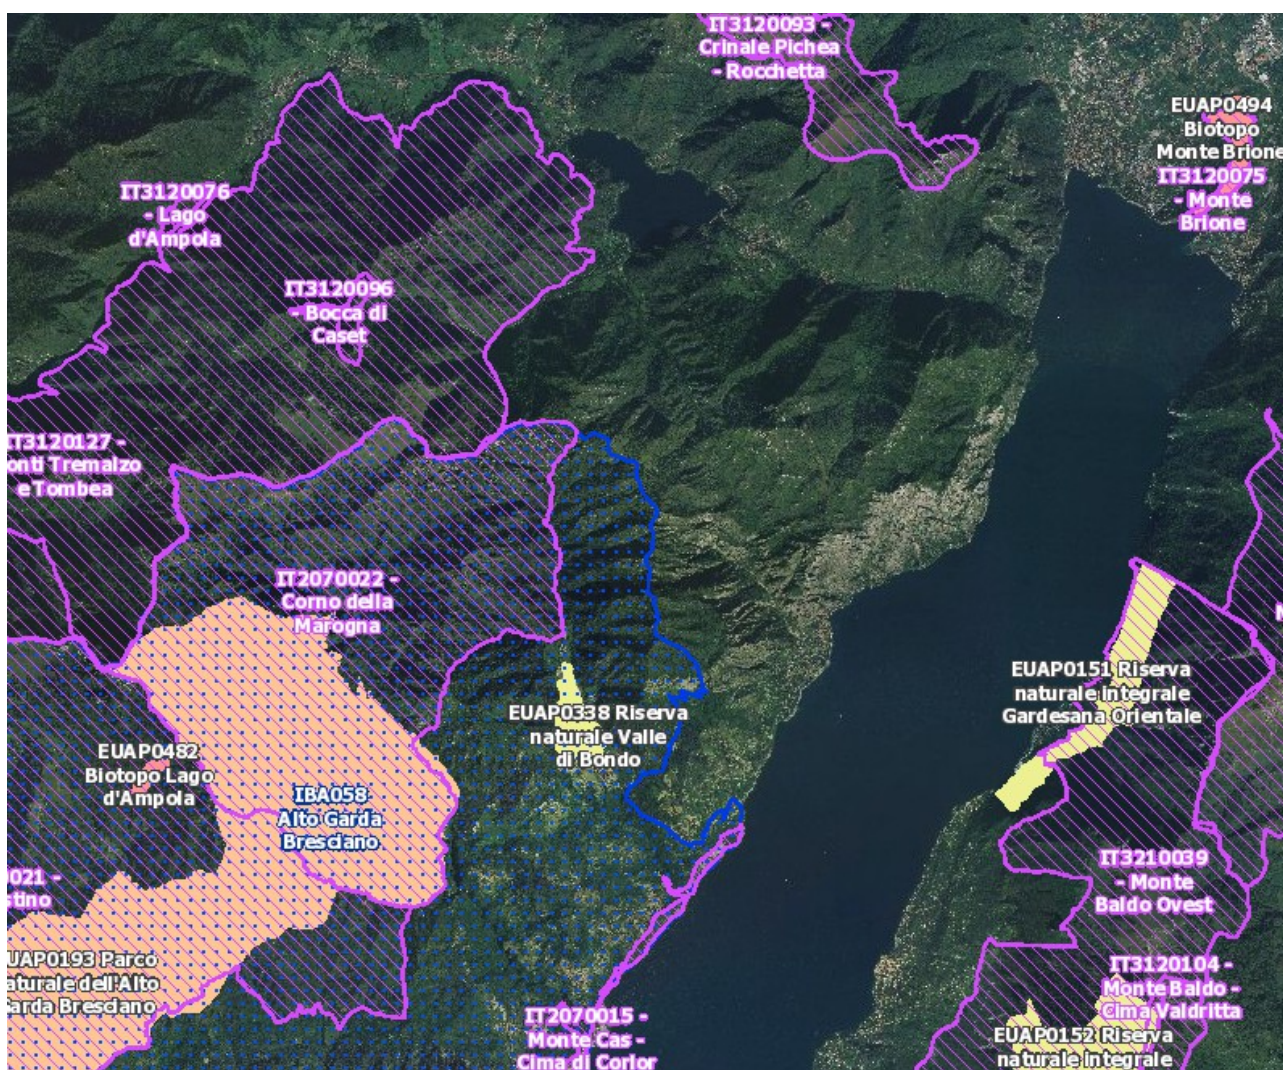 IT3120093 -
Crinale Pichea
- Rocchetta
EUAP0494
Biotopo
Monte Brione
IT3120075
- Monte
Brione
IT3120076
- Lago
d'Ampola
IT3120096
- Bocca di
Caset
IT3120127 -
onti Tremalzo
e Tombea
IT2070022 -
Corno della
Marogna
EUAP0151 Riserva
naturale integrale
Gardesana Orientale
EUAP0338 Riserva
naturale Valle
di Bondo
EUAP0482
Biotopo Lago
d'Ampola
IBA058
Alto Garda
Bresciano
IT3210039
- Monte
Baldo Ovest
021 -
stino
UAP0193 Parco
aturale dell'Alto
Garda Bresciano
IT3120104 -
Monte Baldo -
Cima Valdritta
IT2070015 -
Monte Cas -
Cima di Corlor
EUAP0152 Riserva
naturale integrale